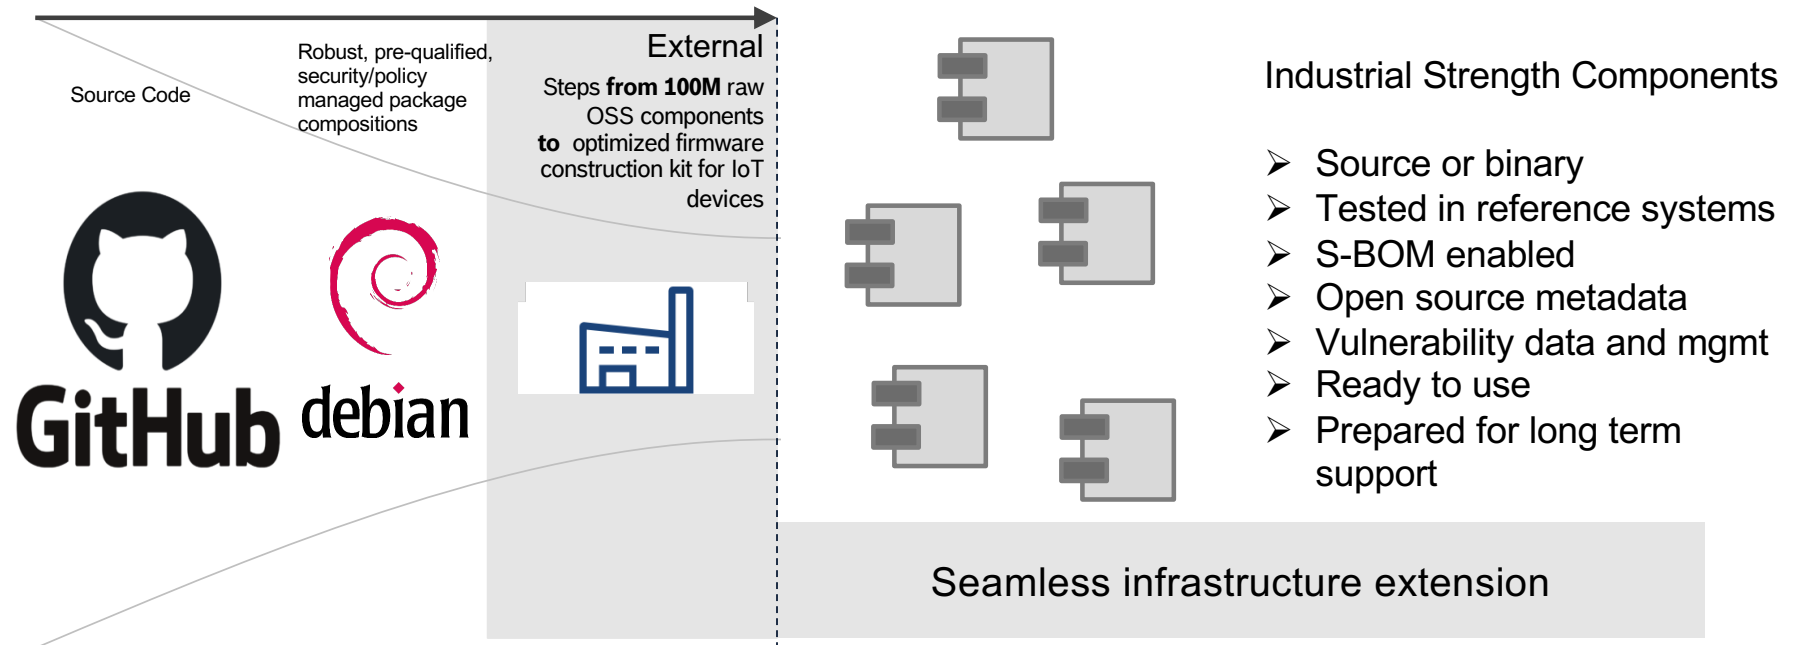 Source Code
Robust, pre-qualified,
security/policy
managed package
compositions
External
Steps from 100M raw
OSS components
to optimized firmware
construction kit for IoT
devices
GitHub
debian
Industrial Strength Components
➢ Source or binary
➢ Tested in reference systems
➢ S-BOM enabled
➢ Open source metadata
➢ Vulnerability data and mgmt
➢ Ready to use
➢ Prepared for long term
support
Seamless infrastructure extension